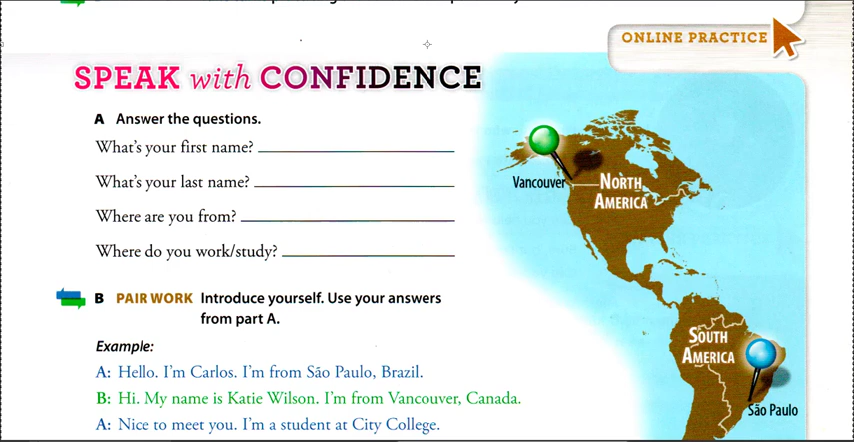 ONLINE PRACTICE
SPEAK with CONFIDENCE
A Answer the questions.
What's your first name?
What's your last name?
Where are you from?
Where do you work/study?
B PAIR WORK Introduce yourself. Use your answers
from part A.
Example:
A: Hello. I'm Carlos. I'm from São Paulo, Brazil.
B: Hi. My name is Katie Wilson. I'm from Vancouver, Canada.
A: Nice to meet you. I'm a student at City College.
Vancouver
NORTH
AMERICA
SOUTH
AMERICA
São Paulo